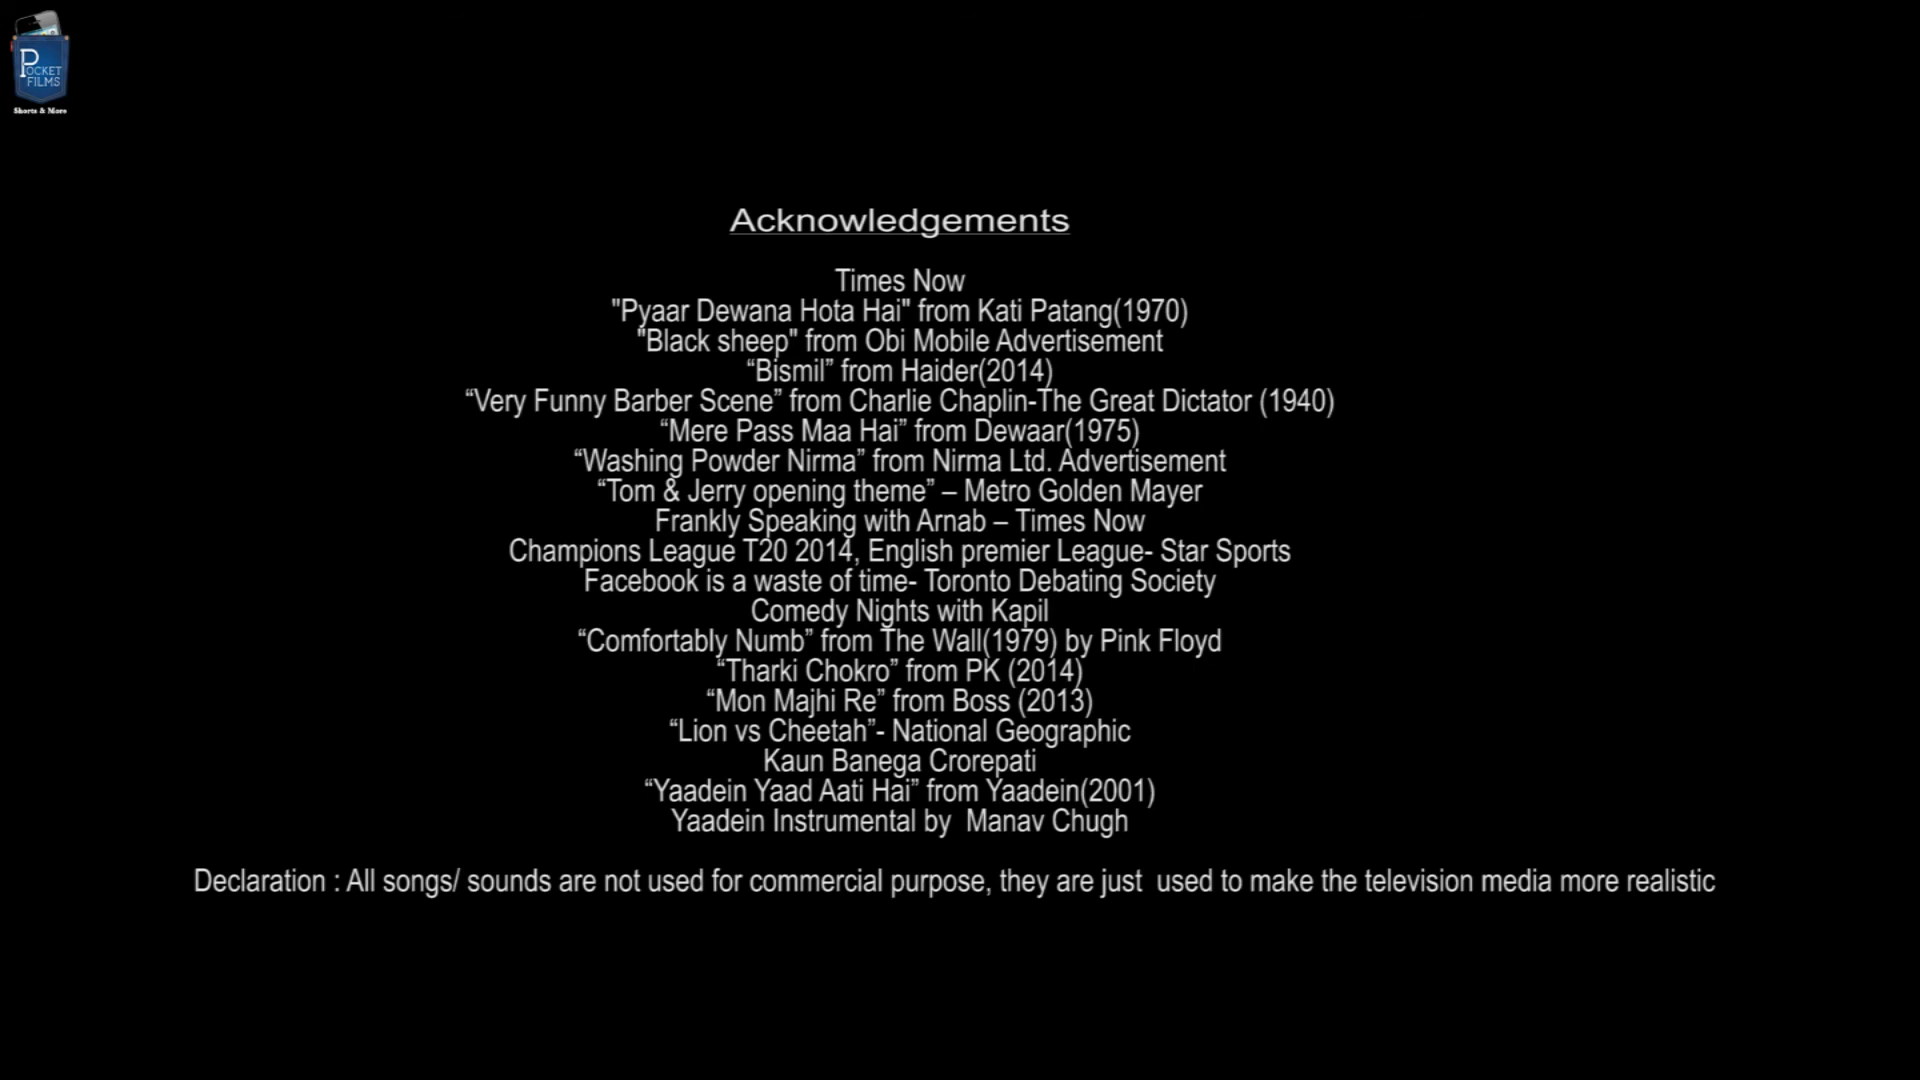 POCKET
FILMS
Shorts & More
Acknowledgements
Times Now
"Pyaar Dewana Hota Hai" from Kati Patang(1970)
"Black sheep" from Obi Mobile Advertisement
“Bismil” from Haider(2014)
“Very Funny Barber Scene” from Charlie Chaplin-The Great Dictator (1940)
“Mere Pass Maa Hai” from Dewaar(1975)
“Washing Powder Nirma” from Nirma Ltd. Advertisement
“Tom & Jerry opening theme” – Metro Golden Mayer
Frankly Speaking with Arnab – Times Now
Champions League T20 2014, English premier League- Star Sports
Facebook is a waste of time- Toronto Debating Society
Comedy Nights with Kapil
“Comfortably Numb” from The Wall(1979) by Pink Floyd
“Tharki Chokro” from PK (2014)
“Mon Majhi Re” from Boss (2013)
“Lion vs Cheetah”- National Geographic
Kaun Banega Crorepati
“Yaadein Yaad Aati Hai” from Yaadein(2001)
Yaadein Instrumental by  Manav Chugh
Declaration : All songs/ sounds are not used for commercial purpose, they are just  used to make the television media more realistic